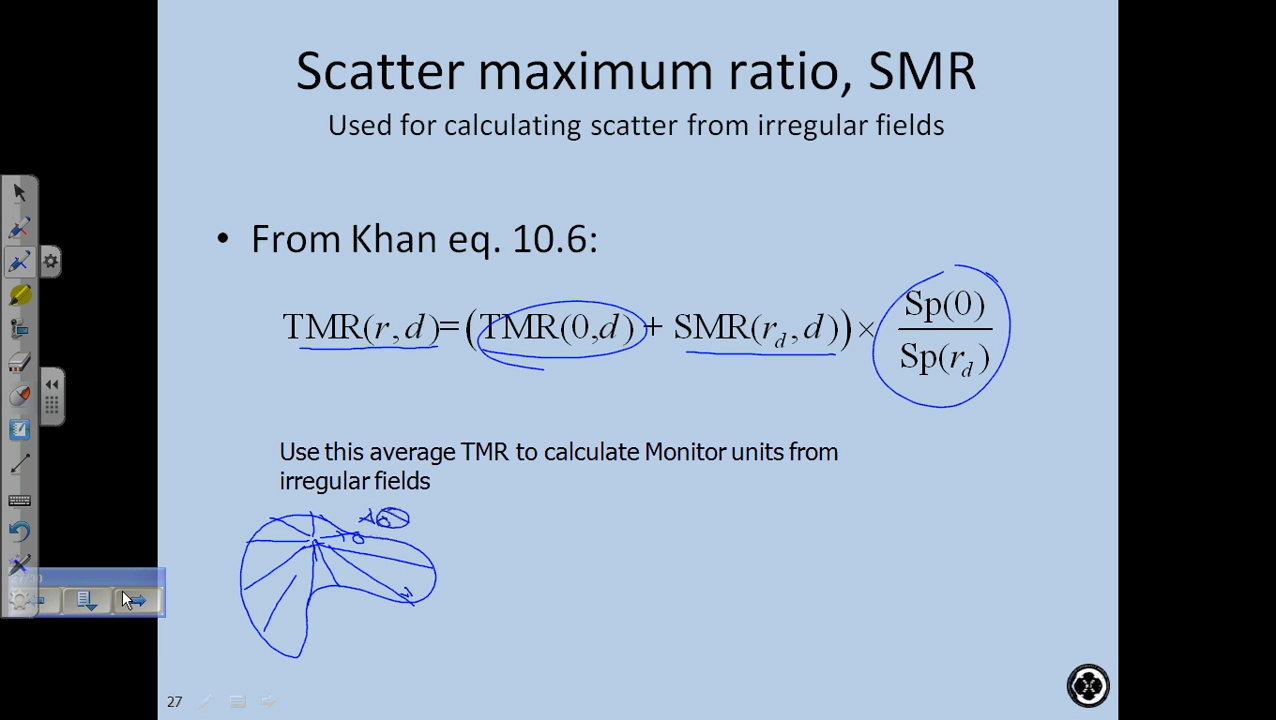 Scatter maximum ratio, SMR
Used for calculating scatter from irregular fields
• From Khan eq. 10.6:
TMR(r,d)=(TMR(0,d)+ SMR(r_d,d))× Sp(0)/Sp(r_d)
Use this average TMR to calculate Monitor units from
irregular fields
27